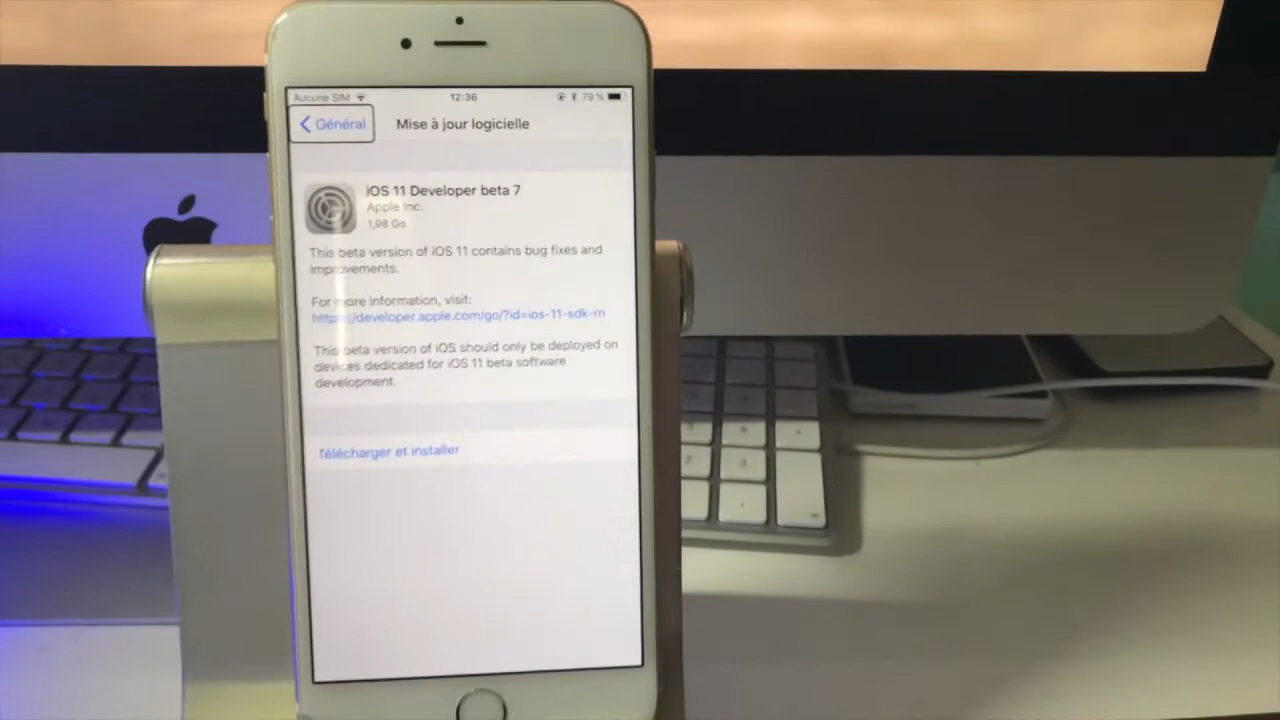 Aucune SIM 12:36 79 %
Général Mise à jour logicielle
iOS 11 Developer beta 7
Apple Inc.
1,98 Go
This beta version of iOS 11 contains bug fixes and
improvements.
For more information, visit:
https://developer.apple.com/go/?id=ios-11-sdk-rn
This beta version of iOS should only be deployed on
devices dedicated for iOS 11 beta software
development.
Télécharger et installer